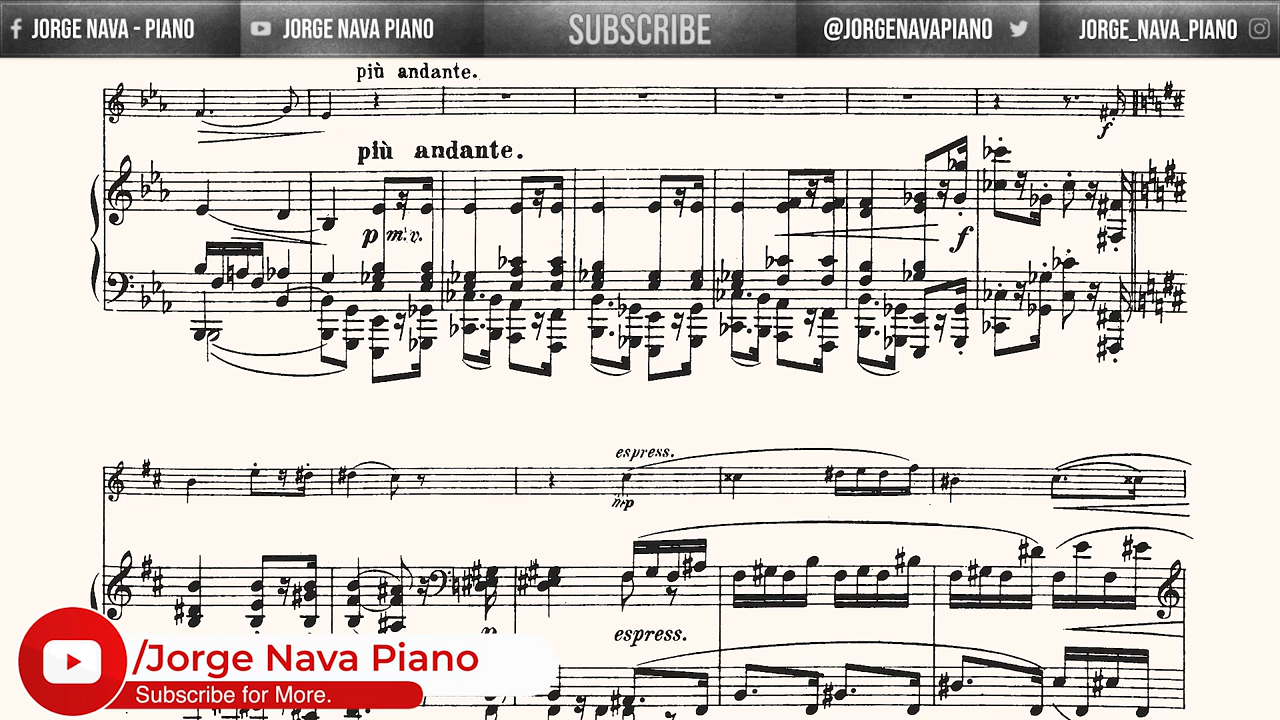 JORGE NAVA - PIANO
JORGE NAVA PIANO
SUBSCRIBE
@JORGENAVAPIANO
JORGE_NAVA_PIANO
più andante.
f
più andante.
p m.v.
f
espress.
mp
espress.
/Jorge Nava Piano
Subscribe for More.